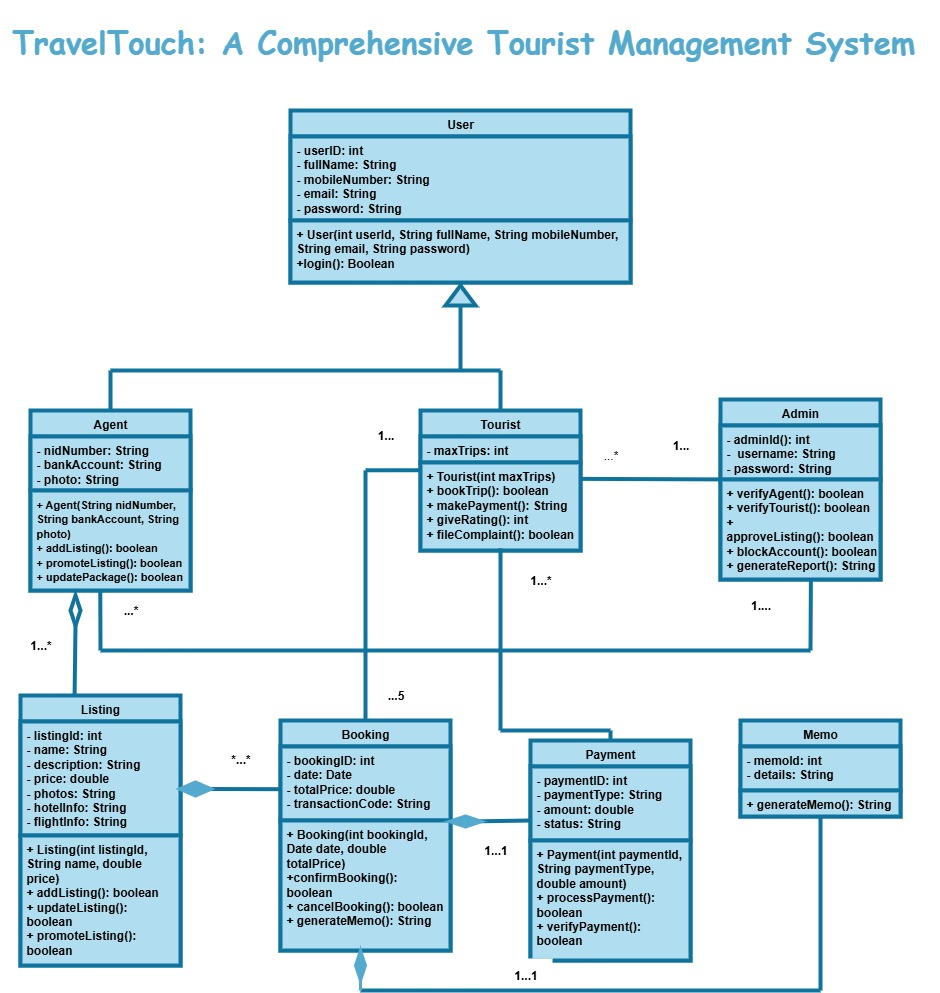 TravelTouch: A Comprehensive Tourist Management System
User
- userID: int
- fullName: String
- mobileNumber: String
- email: String
- password: String
+ User(int userId, String fullName, String mobileNumber,
String email, String password)
+login(): Boolean
Agent
- nidNumber: String
- bankAccount: String
- photo: String
+ Agent(String nidNumber,
String bankAccount, String
photo)
+ addListing(): boolean
+ promoteListing(): boolean
+ updatePackage(): boolean
1...
Tourist
- maxTrips: int
+ Tourist(int maxTrips)
+ bookTrip(): boolean
+ makePayment(): String
+ giveRating(): int
+ fileComplaint(): boolean
...*
1...
Admin
- adminId(): int
- username: String
- password: String
+ verifyAgent(): boolean
+ verifyTourist(): boolean
+
approveListing(): boolean
+ blockAccount(): boolean
+ generateReport(): String
1...*
...*
1...*
1....
Listing
- listingId: int
- name: String
- description: String
- price: double
- photos: String
- hotelInfo: String
- flightInfo: String
+ Listing(int listingId,
String name, double
price)
+ addListing(): boolean
+ updateListing():
boolean
+ promoteListing():
boolean
*...*
...5
Booking
- bookingID: int
- date: Date
- totalPrice: double
- transactionCode: String
+ Booking(int bookingId,
Date date, double
totalPrice)
+confirmBooking():
boolean
+ cancelBooking(): boolean
+ generateMemo(): String
1...1
Payment
- paymentID: int
- paymentType: String
- amount: double
- status: String
+ Payment(int paymentId,
String paymentType,
double amount)
+ processPayment():
boolean
+ verifyPayment():
boolean
Memo
- memoId: int
- details: String
+ generateMemo(): String
1...1